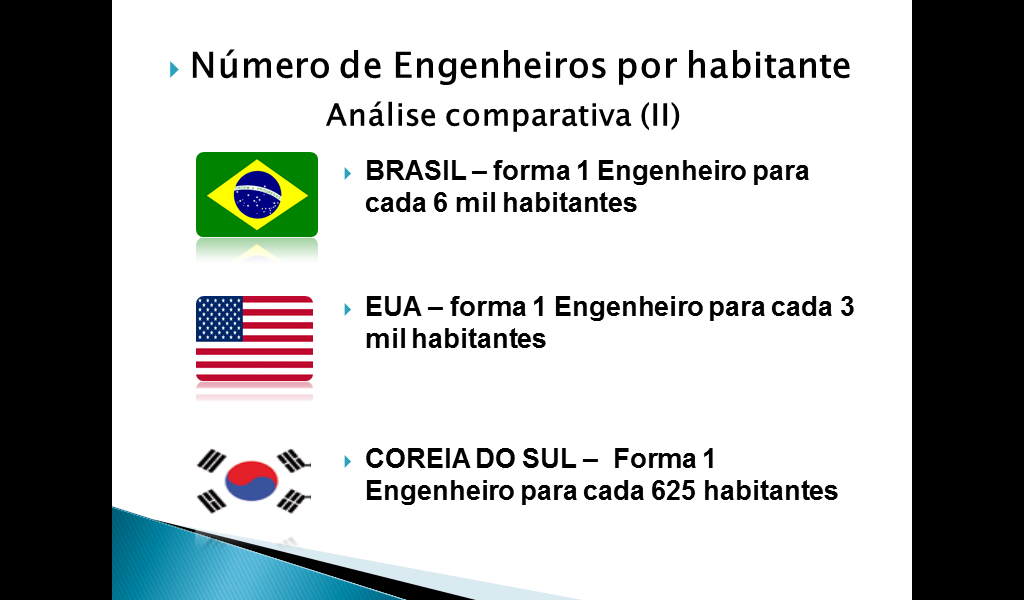 Número de Engenheiros por habitante
Análise comparativa (II)
BRASIL – forma 1 Engenheiro para
cada 6 mil habitantes
EUA – forma 1 Engenheiro para cada 3
mil habitantes
COREIA DO SUL – Forma 1
Engenheiro para cada 625 habitantes